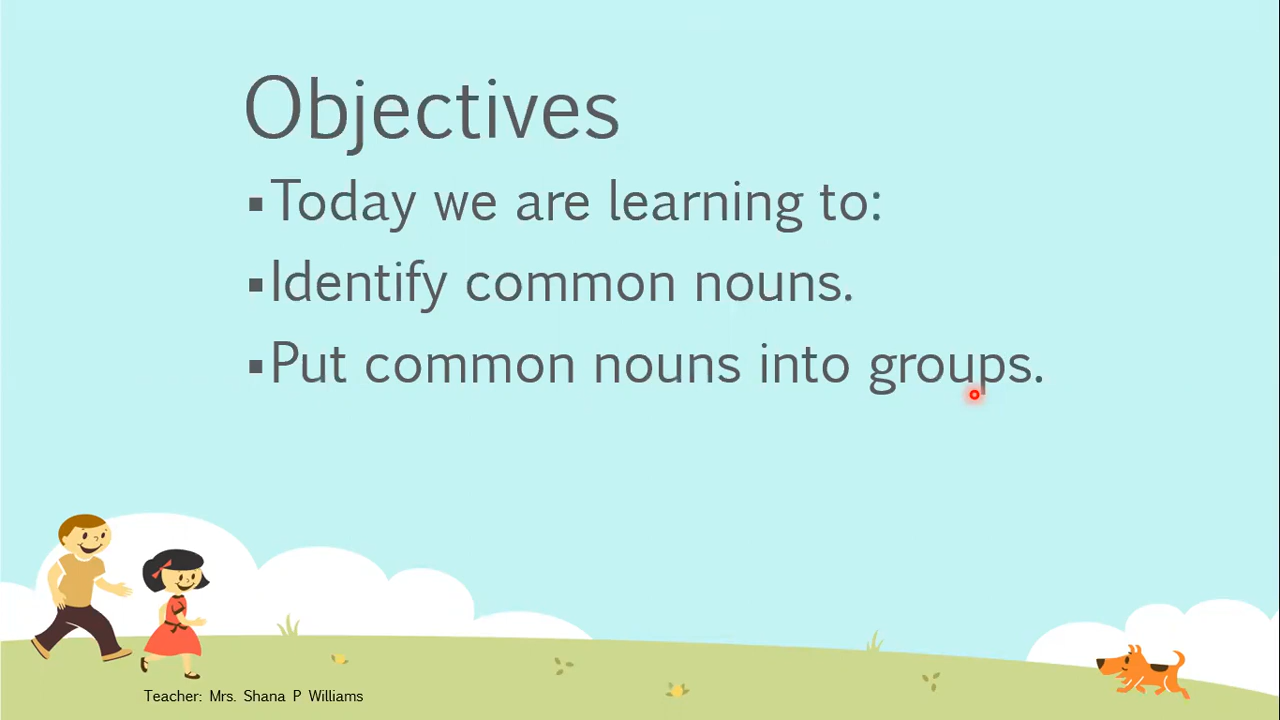 Objectives
▪Today we are learning to:
▪Identify common nouns.
▪Put common nouns into groups.
Teacher: Mrs. Shana P Williams